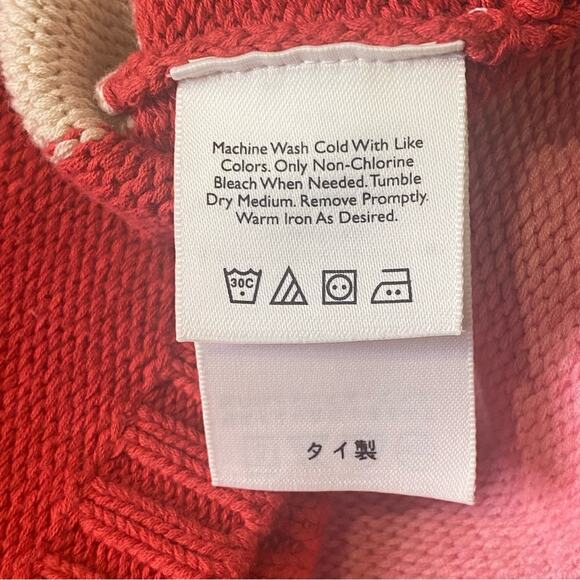 Machine Wash Cold With Like
Colors. Only Non-Chlorine
Bleach When Needed. Tumble
Dry Medium. Remove Promptly.
Warm Iron As Desired.
30C
タイ製